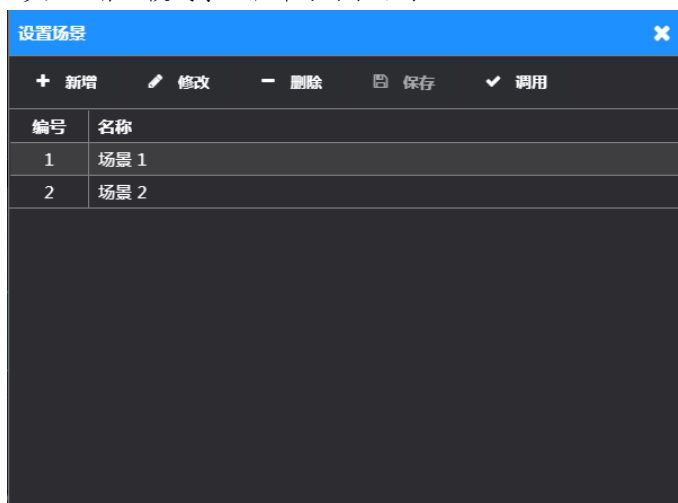 设置场景
新增 修改 删除 保存 调用
编号 名称
1 场景 1
2 场景 2